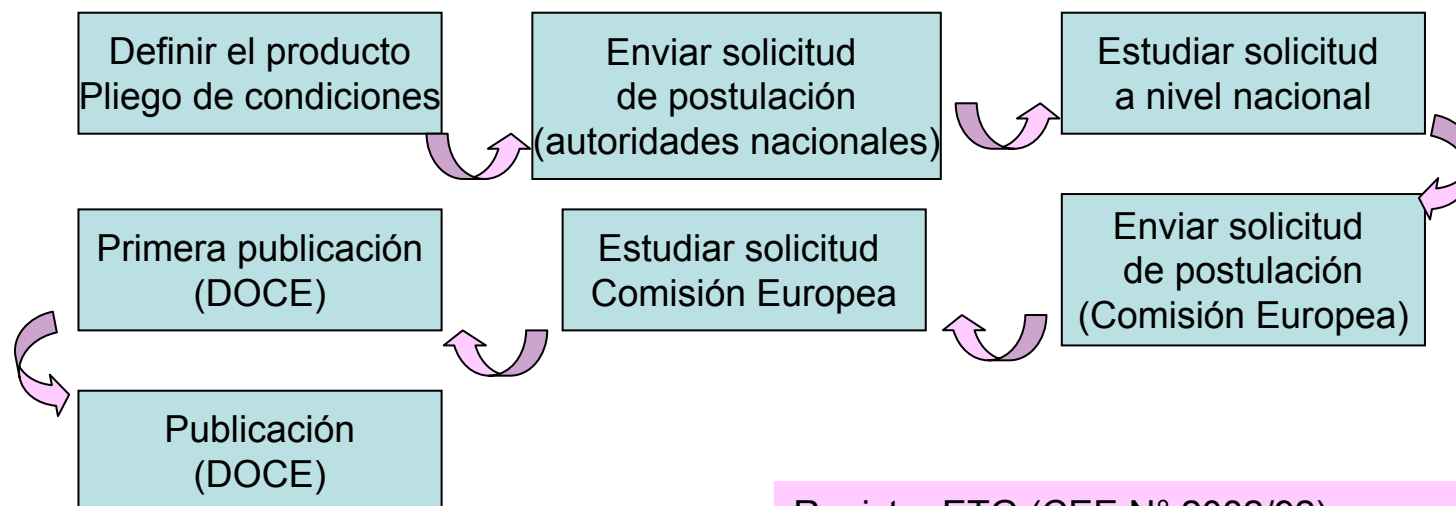 Definir el producto
Pliego de condiciones
Enviar solicitud
de postulación
(autoridades nacionales)
Estudiar solicitud
a nivel nacional
Enviar solicitud
de postulación
(Comisión Europea)
Estudiar solicitud
Comisión Europea
Primera publicación
(DOCE)
Publicación
(DOCE)